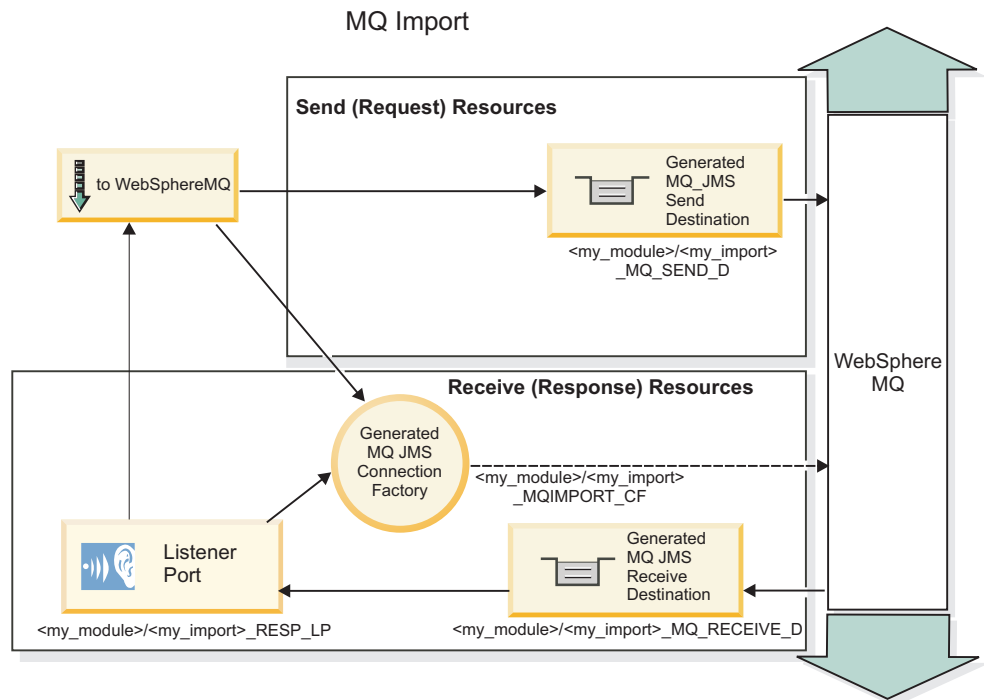 MQ Import
Send (Request) Resources
to WebSphereMQ
Generated
MQ_JMS
Send
Destination
<my_module>/<my_import>
_MQ_SEND_D
WebSphere
MQ
Receive (Response) Resources
Generated
MQ JMS
Connection
Factory
<my_module>/<my_import>
_MQIMPORT_CF
Listener
Port
<my_module>/<my_import>_RESP_LP
Generated
MQ JMS
Receive
Destination
<my_module>/<my_import>_MQ_RECEIVE_D